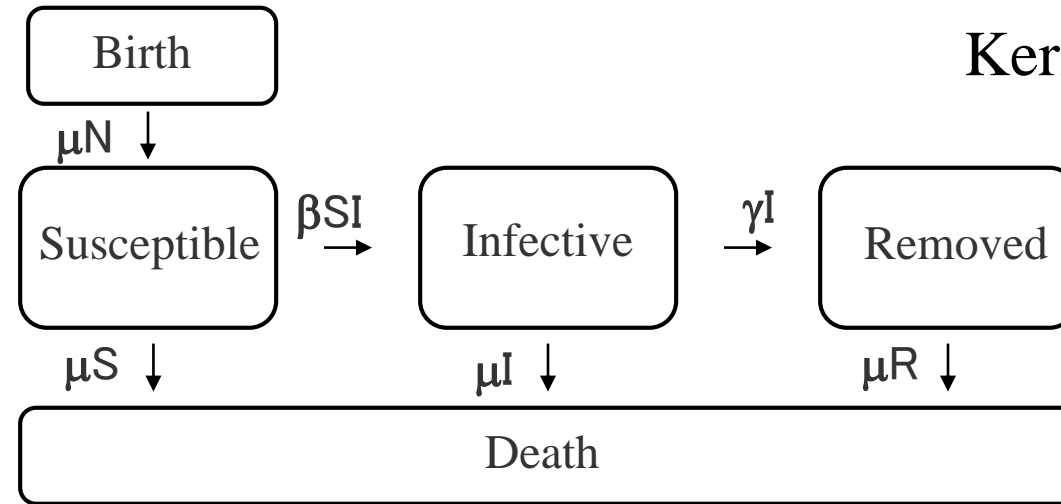 Birth
Ker
μN
Susceptible
βSI
Infective
γI
Removed
μS
μI
μR
Death